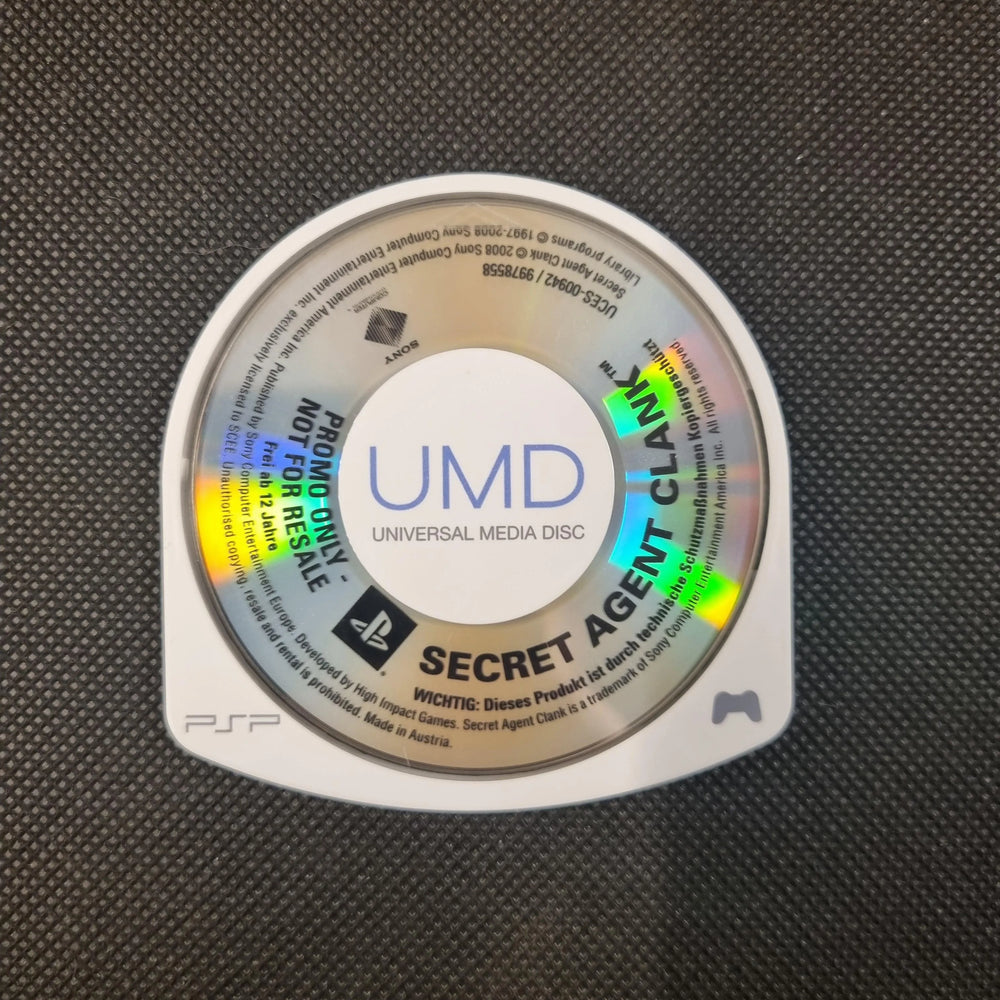 UMD
UNIVERSAL MEDIA DISC
SECRET AGENT CLANK™
PROMO ONLY -
NOT FOR RESALE
Frei ab 12 Jahre
SONY
COMPUTER
ENTERTAINMENT
UCES-00942 / 9978558
WICHTIG: Dieses Produkt ist durch technische Schutzmaßnahmen Kopiergeschützt
Library programs © 1997-2008 Sony Computer Entertainment Inc. exclusively licensed to SCEE. Unauthorised copying, resale and rental is prohibited. Made in Austria.
Secret Agent Clank © 2008 Sony Computer Entertainment America Inc. Published by Sony Computer Entertainment Europe. Developed by High Impact Games. Secret Agent Clank is a trademark of Sony Computer Entertainment America Inc. All rights reserved.
PSP